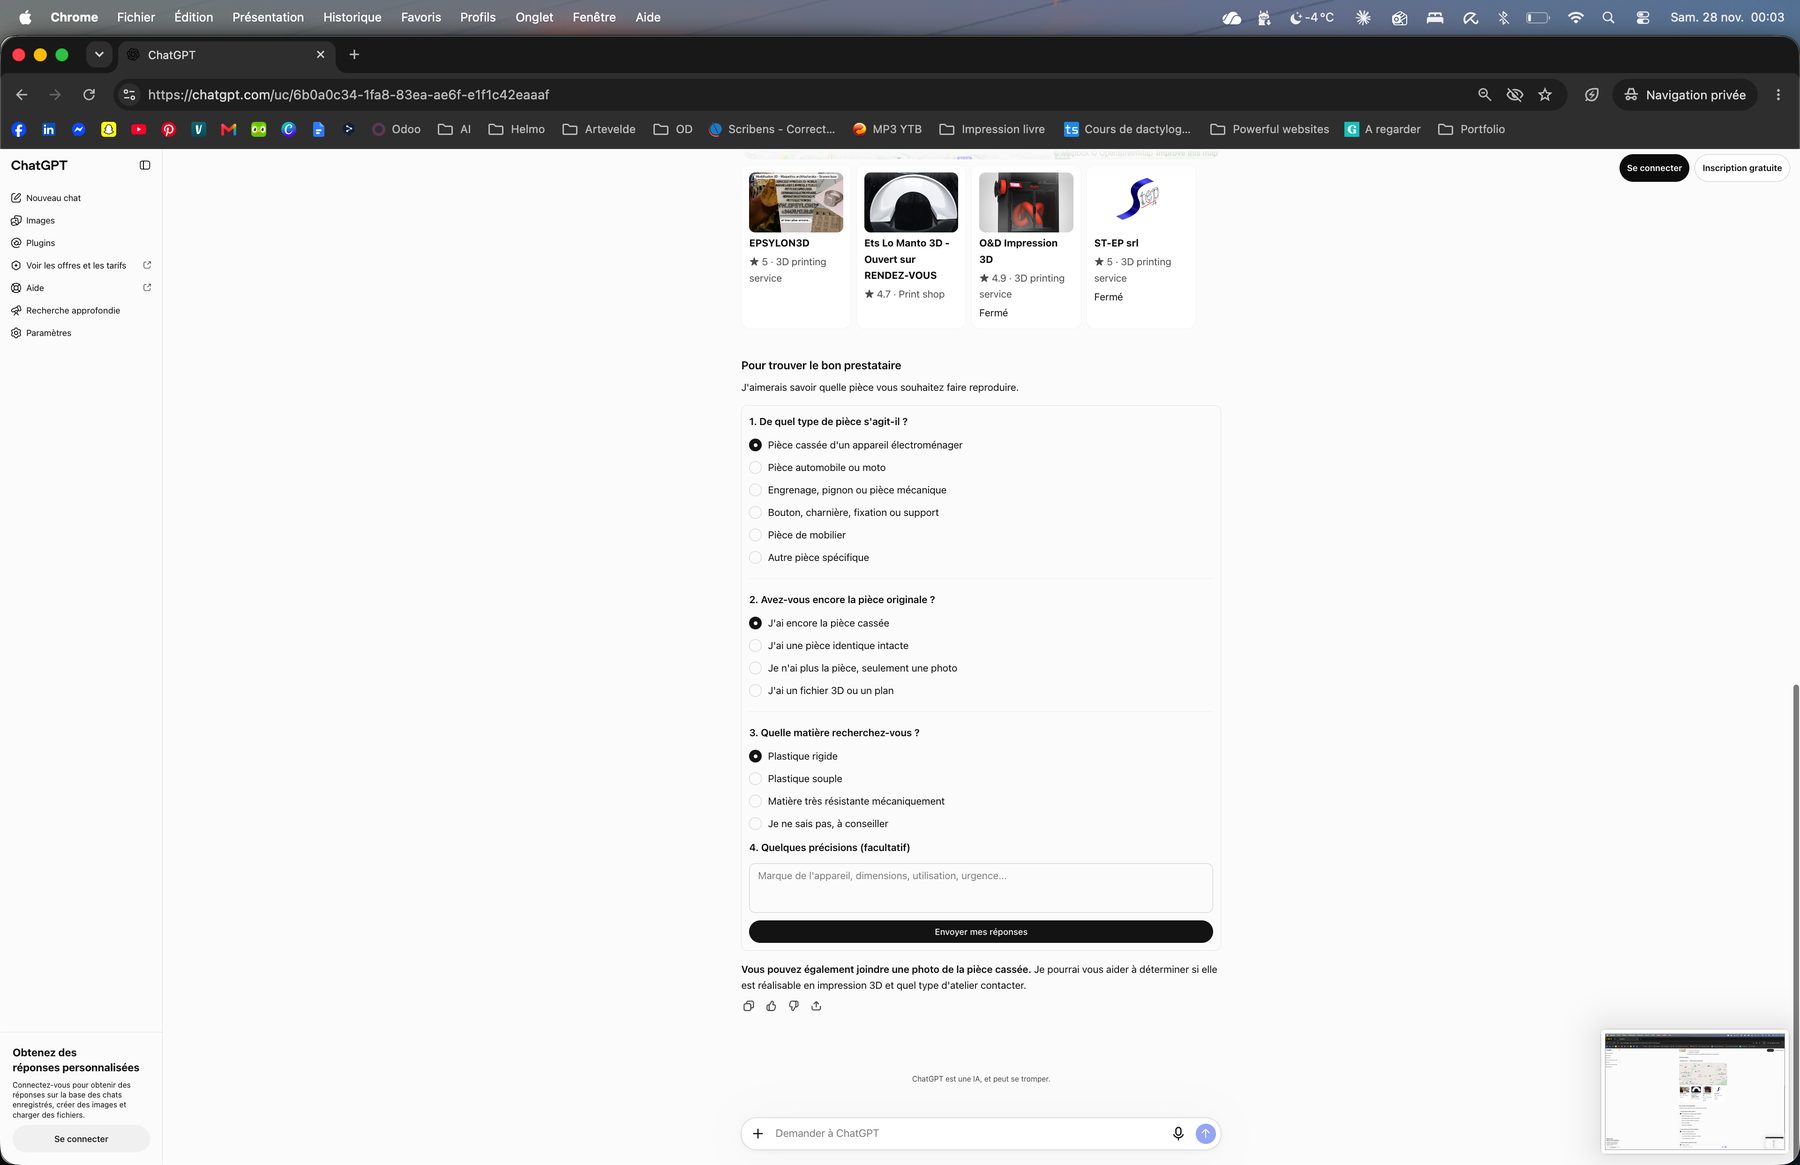 Chrome Fichier Édition Présentation Historique Favoris Profils Onglet Fenêtre Aide
-4 °C Sam. 28 nov. 00:03
ChatGPT
https://chatgpt.com/uc/6b0a0c34-1fa8-83ea-ae6f-e1f1c42eaaaf
Navigation privée
Odoo AI Helmo Artevelde OD Scribens - Correct... MP3 YTB Impression livre Cours de dactylog... Powerful websites A regarder Portfolio
ChatGPT
Nouveau chat
Images
Plugins
Voir les offres et les tarifs
Aide
Recherche approfondie
Paramètres
Se connecter
Inscription gratuite
EPSYLON3D
★ 5 · 3D printing
service
Ets Lo Manto 3D -
Ouvert sur
RENDEZ-VOUS
★ 4.7 · Print shop
O&D Impression
3D
★ 4.9 · 3D printing
service
Fermé
ST-EP srl
★ 5 · 3D printing
service
Fermé
Pour trouver le bon prestataire
J'aimerais savoir quelle pièce vous souhaitez faire reproduire.
1. De quel type de pièce s'agit-il ?
Pièce cassée d'un appareil électroménager
Pièce automobile ou moto
Engrenage, pignon ou pièce mécanique
Bouton, charnière, fixation ou support
Pièce de mobilier
Autre pièce spécifique
2. Avez-vous encore la pièce originale ?
J'ai encore la pièce cassée
J'ai une pièce identique intacte
Je n'ai plus la pièce, seulement une photo
J'ai un fichier 3D ou un plan
3. Quelle matière recherchez-vous ?
Plastique rigide
Plastique souple
Matière très résistante mécaniquement
Je ne sais pas, à conseiller
4. Quelques précisions (facultatif)
Marque de l'appareil, dimensions, utilisation, urgence...
Envoyer mes réponses
Vous pouvez également joindre une photo de la pièce cassée. Je pourrai vous aider à déterminer si elle
est réalisable en impression 3D et quel type d'atelier contacter.
Obtenez des
réponses personnalisées
Connectez-vous pour obtenir des
réponses sur la base des chats
enregistrés, créer des images et
charger des fichiers.
Se connecter
ChatGPT est une IA, et peut se tromper.
Demander à ChatGPT